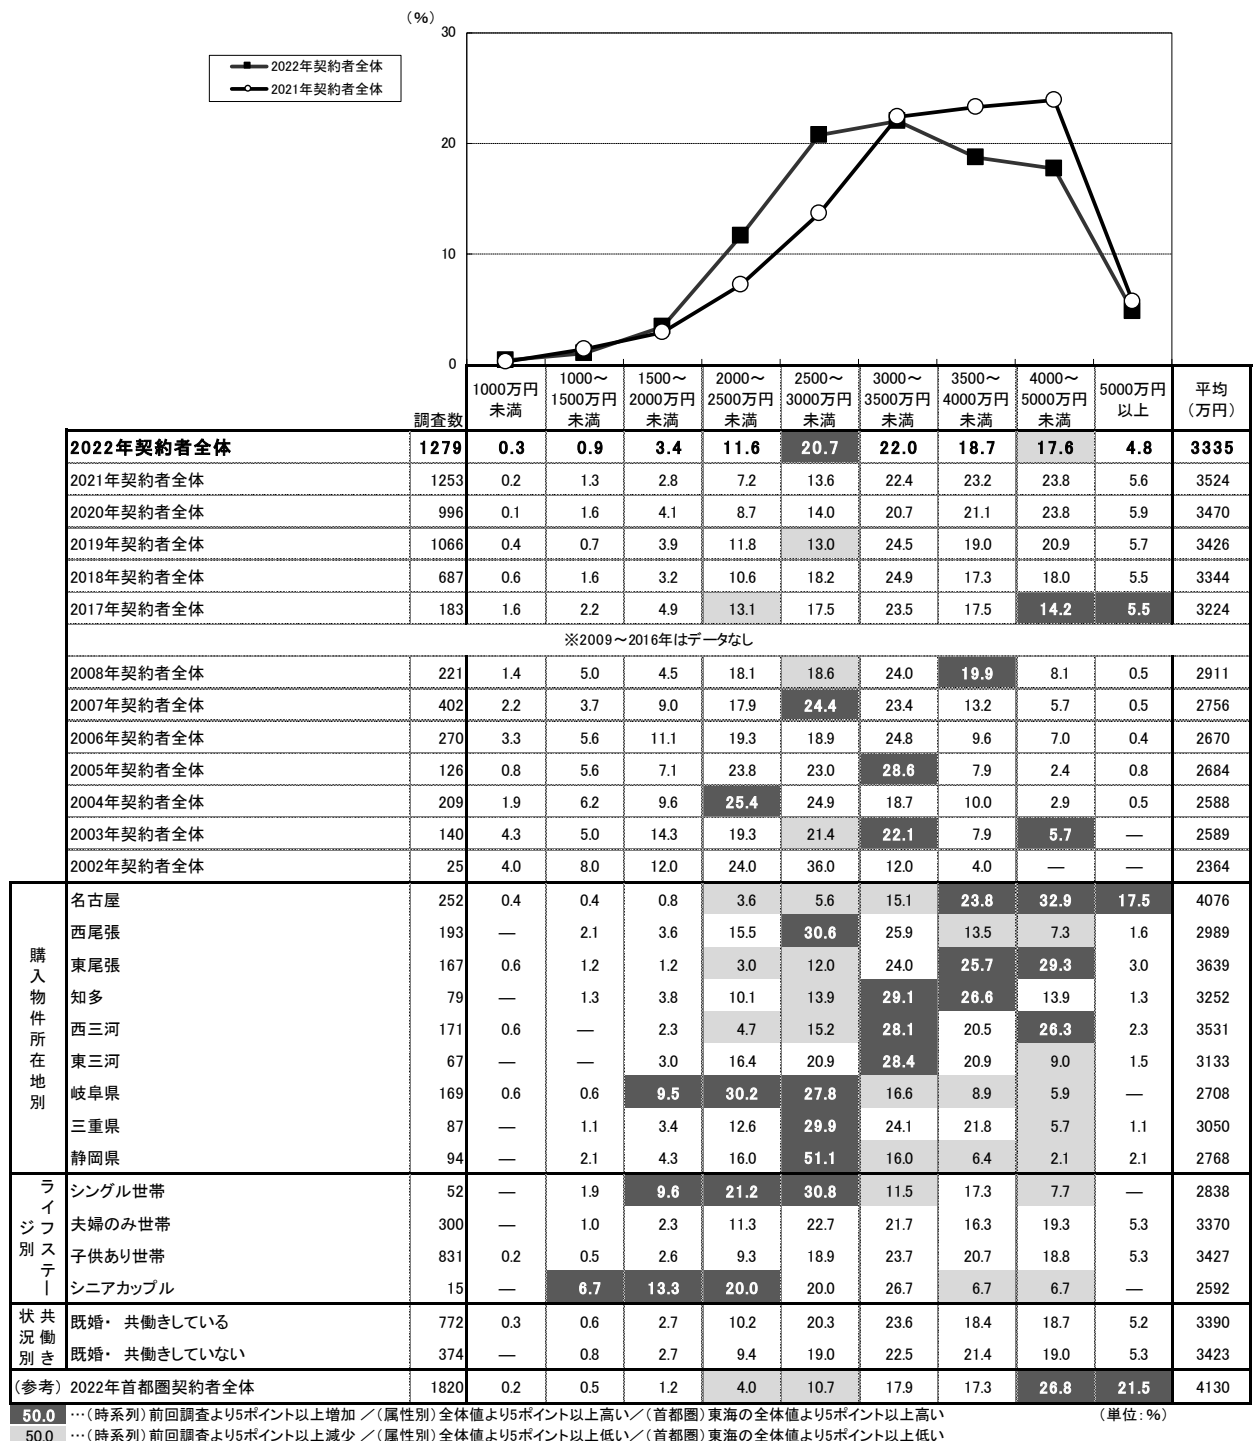 （％）
30
20
10
0
2022年契約者全体
2021年契約者全体
調査数 1000万円未満 1000～1500万円未満 1500～2000万円未満 2000～2500万円未満 2500～3000万円未満 3000～3500万円未満 3500～4000万円未満 4000～5000万円未満 5000万円以上 平均（万円）
2022年契約者全体 1279 0.3 0.9 3.4 11.6 20.7 22.0 18.7 17.6 4.8 3335
2021年契約者全体 1253 0.2 1.3 2.8 7.2 13.6 22.4 23.2 23.8 5.6 3524
2020年契約者全体 996 0.1 1.6 4.1 8.7 14.0 20.7 21.1 23.8 5.9 3470
2019年契約者全体 1066 0.4 0.7 3.9 11.8 13.0 24.5 19.0 20.9 5.7 3426
2018年契約者全体 687 0.6 1.6 3.2 10.6 18.2 24.9 17.3 18.0 5.5 3344
2017年契約者全体 183 1.6 2.2 4.9 13.1 17.5 23.5 17.5 14.2 5.5 3224
※2009～2016年はデータなし
2008年契約者全体 221 1.4 5.0 4.5 18.1 18.6 24.0 19.9 8.1 0.5 2911
2007年契約者全体 402 2.2 3.7 9.0 17.9 24.4 23.4 13.2 5.7 0.5 2756
2006年契約者全体 270 3.3 5.6 11.1 19.3 18.9 24.8 9.6 7.0 0.4 2670
2005年契約者全体 126 0.8 5.6 7.1 23.8 23.0 28.6 7.9 2.4 0.8 2684
2004年契約者全体 209 1.9 6.2 9.6 25.4 24.9 18.7 10.0 2.9 0.5 2588
2003年契約者全体 140 4.3 5.0 14.3 19.3 21.4 22.1 7.9 5.7 ― 2589
2002年契約者全体 25 4.0 8.0 12.0 24.0 36.0 12.0 4.0 ― ― 2364
購入物件所在地別
名古屋 252 0.4 0.4 0.8 3.6 5.6 15.1 23.8 32.9 17.5 4076
西尾張 193 ― 2.1 3.6 15.5 30.6 25.9 13.5 7.3 1.6 2989
東尾張 167 0.6 1.2 1.2 3.0 12.0 24.0 25.7 29.3 3.0 3639
知多 79 ― 1.3 3.8 10.1 13.9 29.1 26.6 13.9 1.3 3252
西三河 171 0.6 ― 2.3 4.7 15.2 28.1 20.5 26.3 2.3 3531
東三河 67 ― ― 3.0 16.4 20.9 28.4 20.9 9.0 1.5 3133
岐阜県 169 0.6 0.6 9.5 30.2 27.8 16.6 8.9 5.9 ― 2708
三重県 87 ― 1.1 3.4 12.6 29.9 24.1 21.8 5.7 1.1 3050
静岡県 94 ― 2.1 4.3 16.0 51.1 16.0 6.4 2.1 2.1 2768
ライフステージ別
シングル世帯 52 ― 1.9 9.6 21.2 30.8 11.5 17.3 7.7 ― 2838
夫婦のみ世帯 300 ― 1.0 2.3 11.3 22.7 21.7 16.3 19.3 5.3 3370
子供あり世帯 831 0.2 0.5 2.6 9.3 18.9 23.7 20.7 18.8 5.3 3427
シニアカップル 15 ― 6.7 13.3 20.0 20.0 26.7 6.7 6.7 ― 2592
共働き状況別
既婚・ 共働きしている 772 0.3 0.6 2.7 10.2 20.3 23.6 18.4 18.7 5.2 3390
既婚・ 共働きしていない 374 ― 0.8 2.7 9.4 19.0 22.5 21.4 19.0 5.3 3423
（参考） 2022年首都圏契約者全体 1820 0.2 0.5 1.2 4.0 10.7 17.9 17.3 26.8 21.5 4130
50.0 …（時系列）前回調査より5ポイント以上増加 ／（属性別）全体値より5ポイント以上高い／（首都圏）東海の全体値より5ポイント以上高い （単位：％）
50.0 …（時系列）前回調査より5ポイント以上減少 ／（属性別）全体値より5ポイント以上低い／（首都圏）東海の全体値より5ポイント以上低い